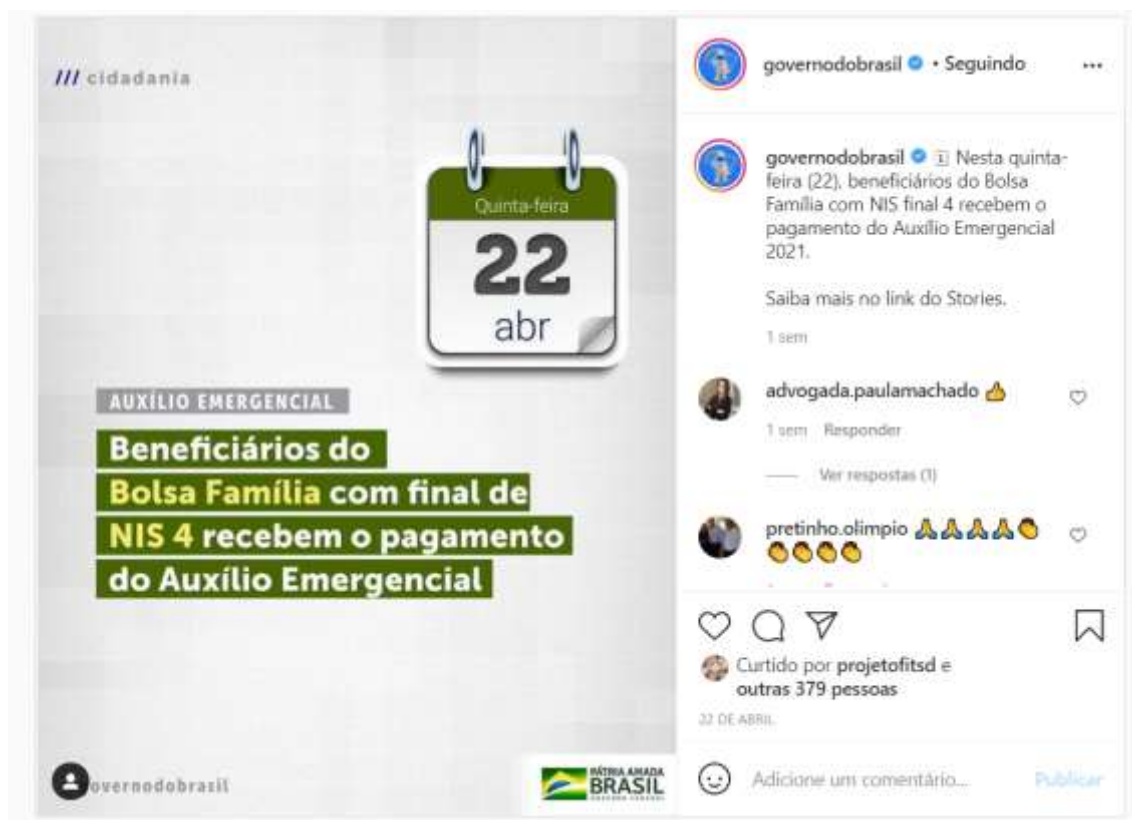 /// cidadania
Quinta-feira
22
abr
AUXÍLIO EMERGENCIAL
Beneficiários do
Bolsa Família com final de
NIS 4 recebem o pagamento
do Auxílio Emergencial
overnodobrasil
PÁTRIA AMADA
BRASIL
GOVERNO FEDERAL
governodobrasil • Seguindo
governodobrasil Nesta quinta-
feira (22), beneficiários do Bolsa
Família com NIS final 4 recebem o
pagamento do Auxílio Emergencial
2021.
Saiba mais no link do Stories.
1 sem
advogada.paulamachado 👍
1 sem Responder
Ver respostas (1)
pretinho.olimpio 🙏🙏🙏🙏👏
👏👏👏👏
Curtido por projetofitsd e
outras 379 pessoas
22 DE ABRIL
Adicione um comentário... Publicar